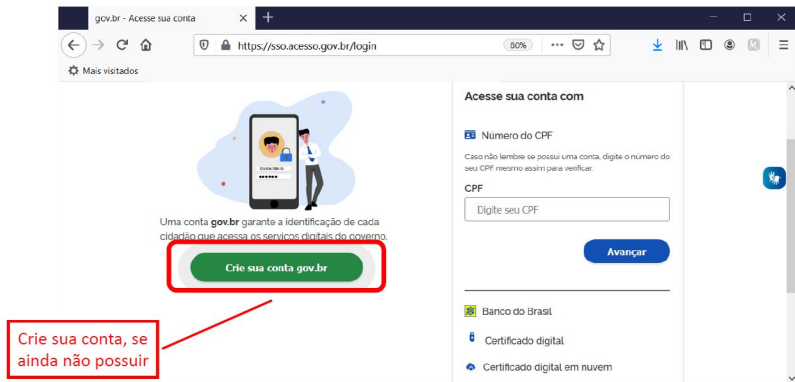 gov.br - Acesse sua conta
https://sso.acesso.gov.br/login
80%
Mais visitados
Uma conta gov.br garante a identificação de cada
cidadão que acessa os serviços digitais do governo.
Crie sua conta gov.br
Crie sua conta, se
ainda não possuir
Acesse sua conta com
Número do CPF
Caso não lembre se possui uma conta, digite o número do
seu CPF mesmo assim para verificar.
CPF
Digite seu CPF
Avançar
Banco do Brasil
Certificado digital
Certificado digital em nuvem